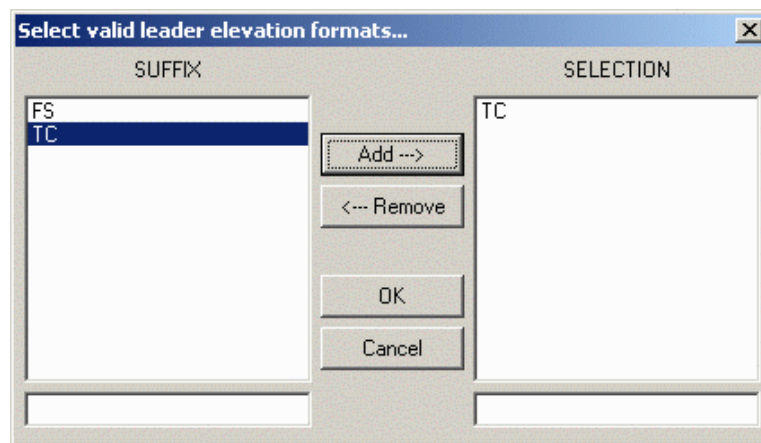 Select valid leader elevation formats...
SUFFIX
SELECTION
FS
TC
TC
Add --->
<--- Remove
OK
Cancel